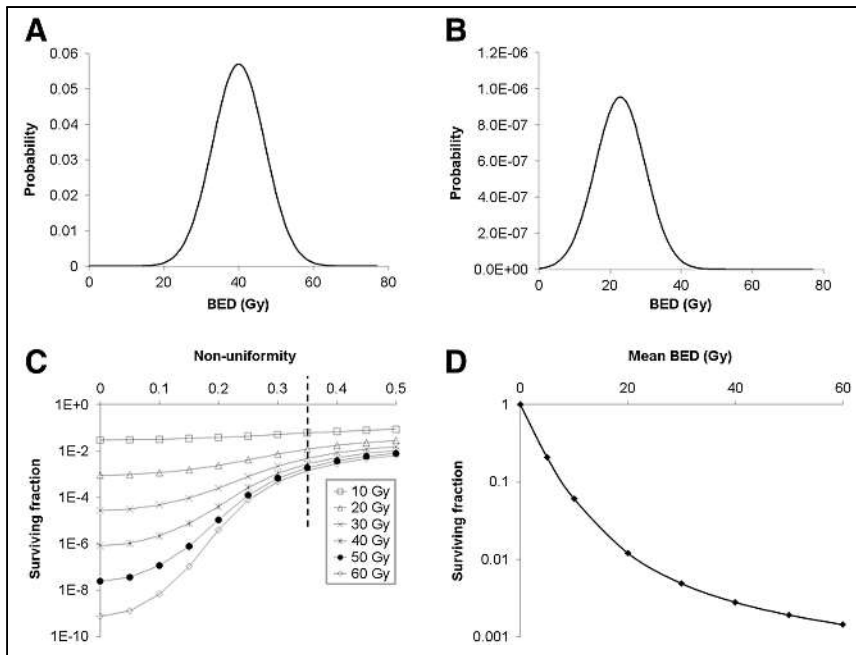 A
0.06
0.05
0.04
0.03
0.02
0.01
0
Probability
0 20 40 60 80
BED (Gy)
B
1.2E-06
1.0E-06
8.0E-07
6.0E-07
4.0E-07
2.0E-07
0.0E+00
Probability
0 20 40 60 80
BED (Gy)
C
Non-uniformity
0 0.1 0.2 0.3 0.4 0.5
1E+0
1E-2
1E-4
1E-6
1E-8
1E-10
Surviving fraction
10 Gy
20 Gy
30 Gy
40 Gy
50 Gy
60 Gy
D
Mean BED (Gy)
0 20 40 60
1
0.1
0.01
0.001
Surviving fraction